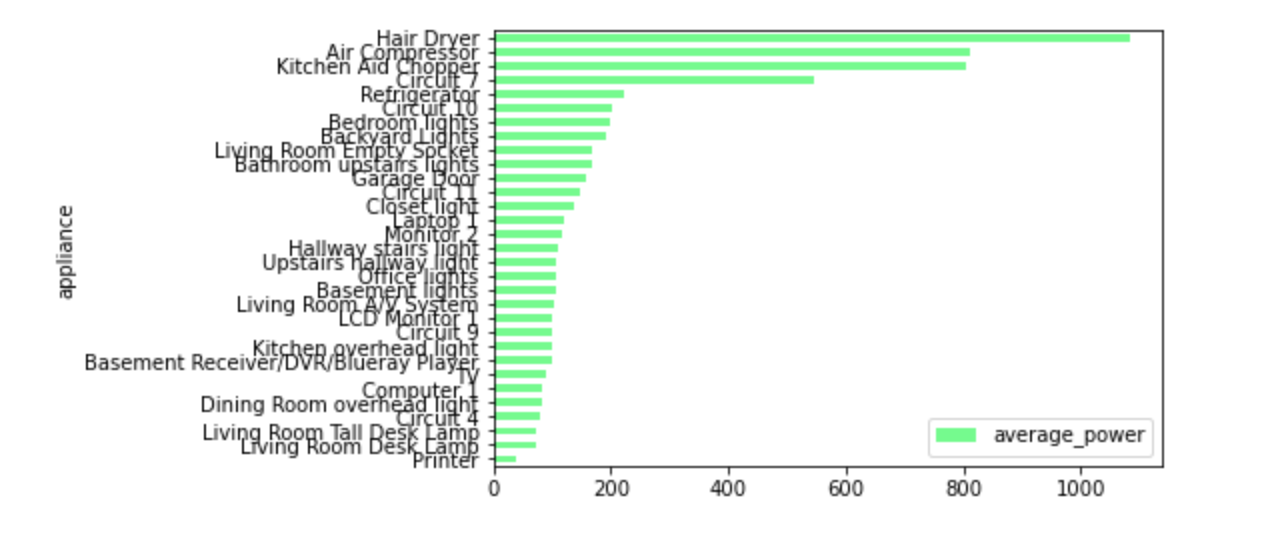 Hair Dryer
Air Compressor
Kitchen Aid Chopper
Circuit 7
Refrigerator
Circuit 10
Bedroom lights
Backyard Lights
Living Room Empty Socket
Bathroom upstairs lights
Garage Door
Circuit 11
Closet light
Laptop 1
Monitor 2
Hallway stairs light
Upstairs hallway light
Office lights
Basement lights
Living Room A/V System
LCD Monitor 1
Circuit 9
Kitchen overhead light
Basement Receiver/DVR/Blueray Player
TV
Computer 1
Dining Room overhead light
Circuit 4
Living Room Tall Desk Lamp
Living Room Desk Lamp
Printer
appliance
average_power
0 200 400 600 800 1000